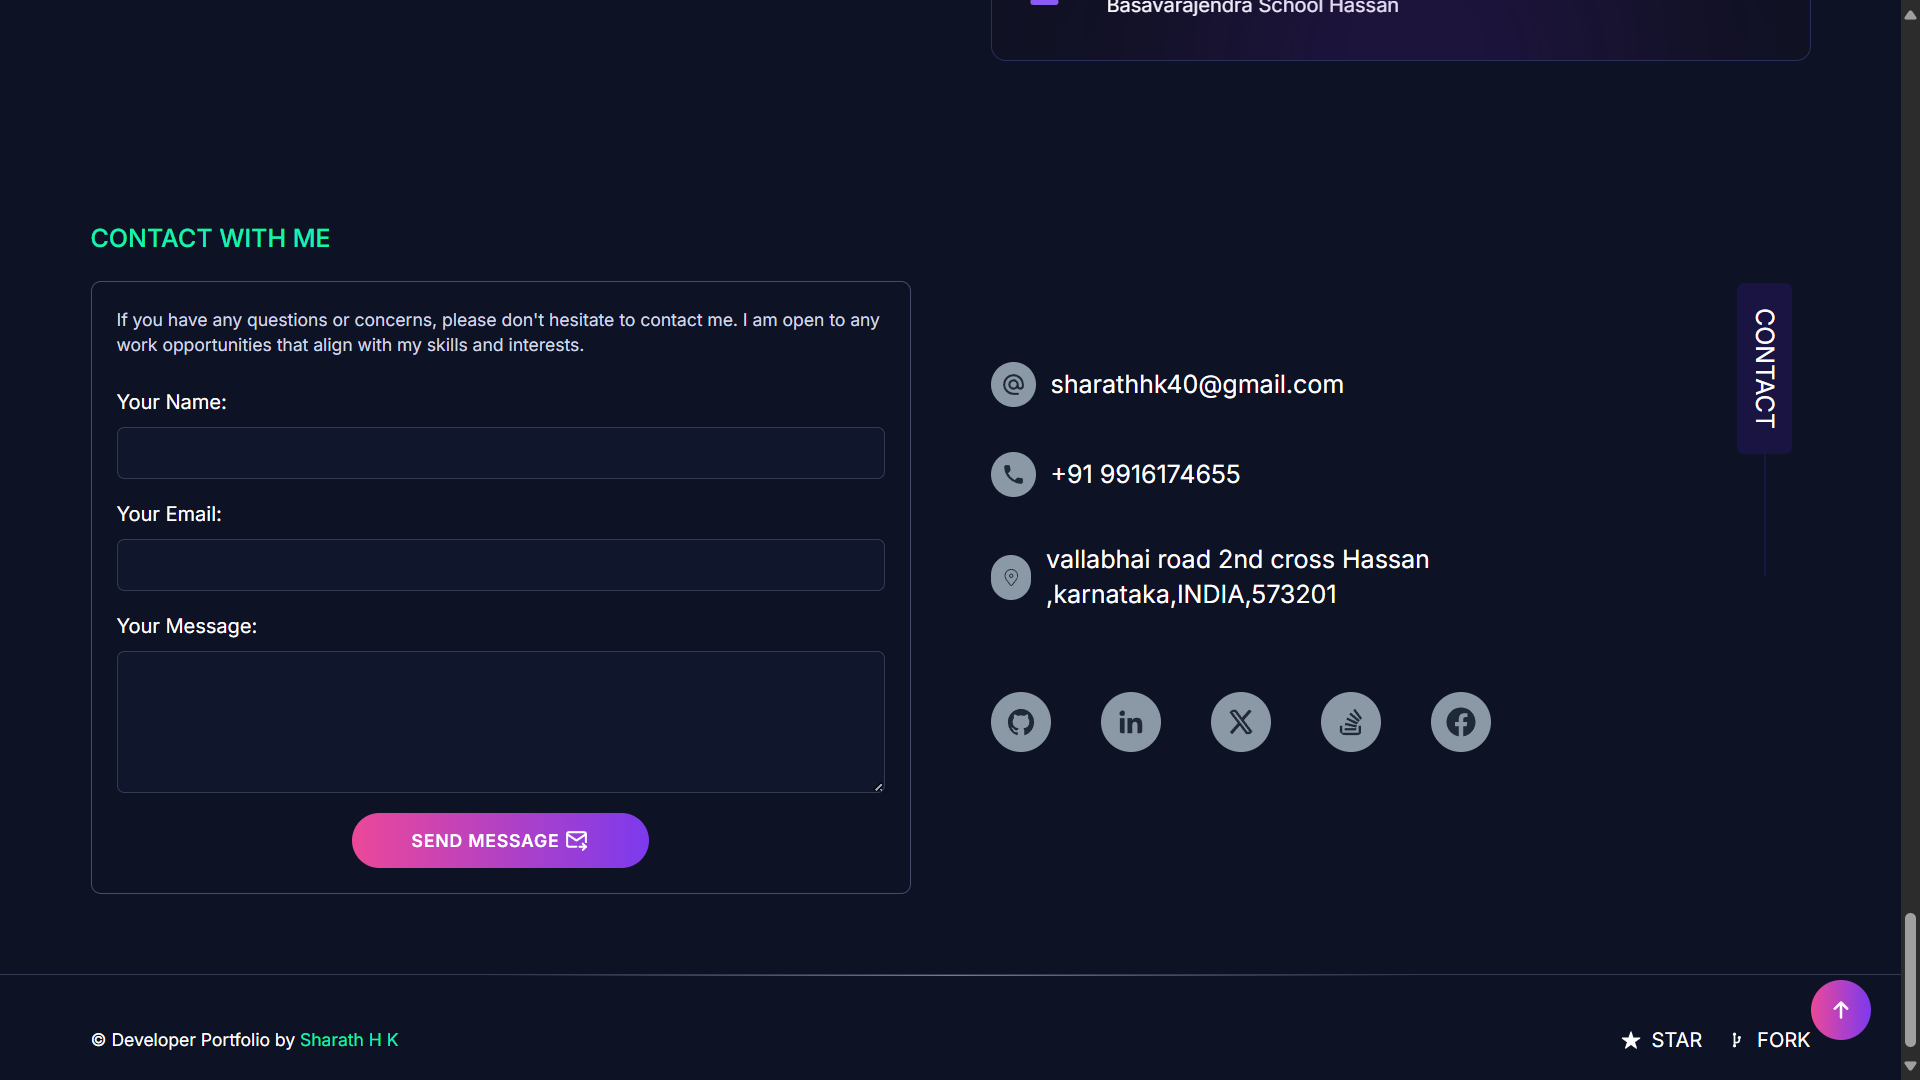 Basavarajendra School Hassan
CONTACT WITH ME
If you have any questions or concerns, please don't hesitate to contact me. I am open to any
work opportunities that align with my skills and interests.
Your Name:
Your Email:
Your Message:
SEND MESSAGE
sharathhk40@gmail.com
+91 9916174655
vallabhai road 2nd cross Hassan
,karnataka,INDIA,573201
CONTACT
© Developer Portfolio by Sharath H K
STAR
FORK